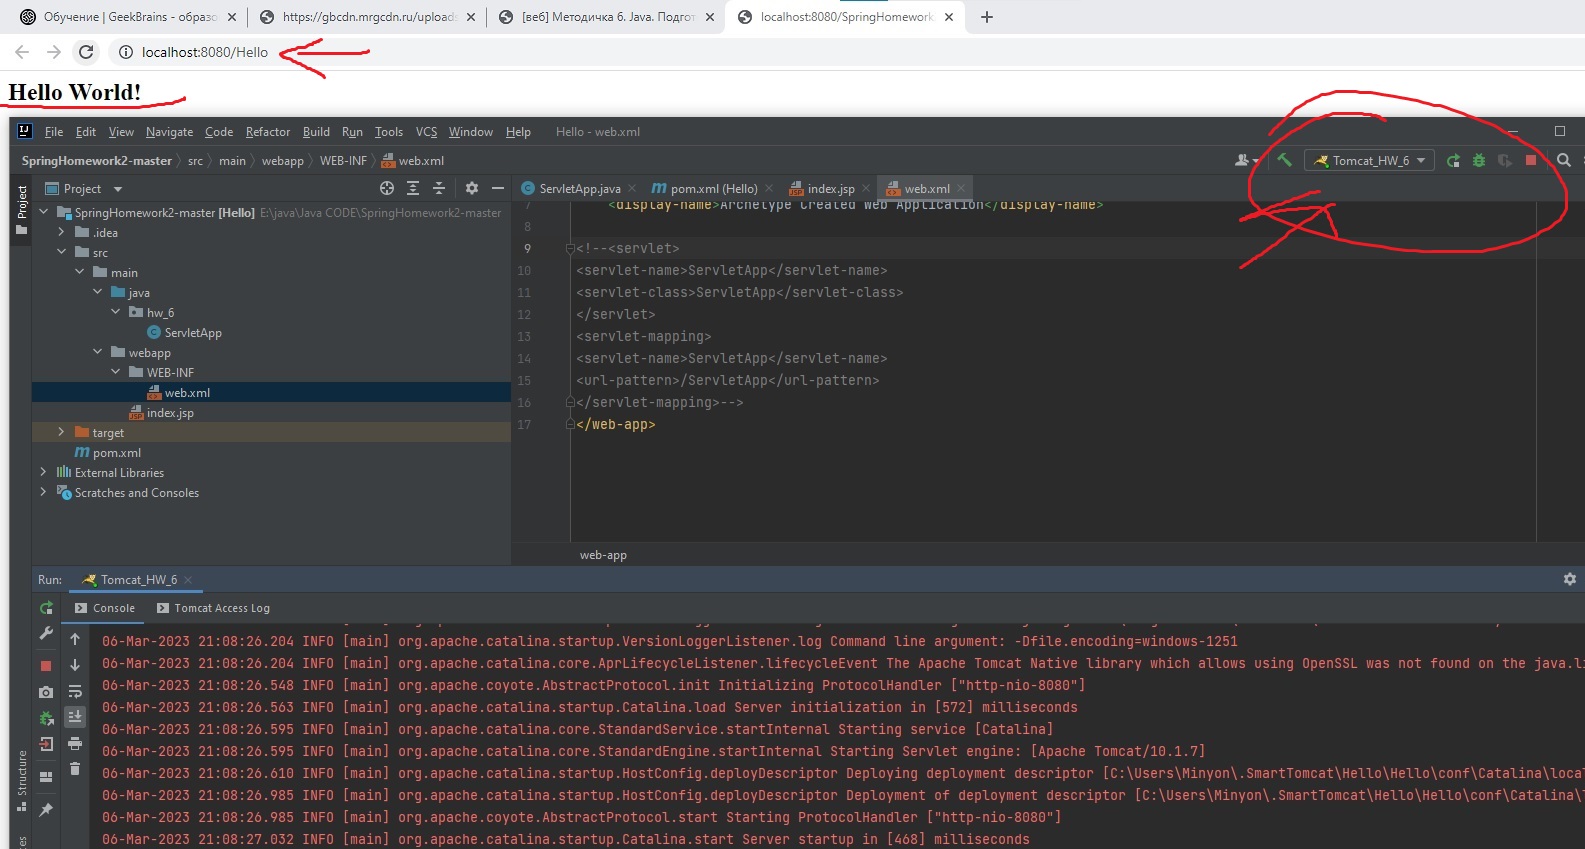 Обучение | GeekBrains - образо
https://gbcdn.mrgcdn.ru/upload
[веб] Методичка 6. Java. Подгот
localhost:8080/SpringHomework
localhost:8080/Hello
Hello World!
File Edit View Navigate Code Refactor Build Run Tools VCS Window Help Hello - web.xml
SpringHomework2-master src main webapp WEB-INF web.xml
Tomcat_HW_6
Project
Project
ServletApp.java pom.xml (Hello) index.jsp web.xml
SpringHomework2-master [Hello] E:\java\Java CODE\SpringHomework2-master
.idea
src
main
java
hw_6
ServletApp
webapp
WEB-INF
web.xml
index.jsp
target
pom.xml
External Libraries
Scratches and Consoles
7 <display-name>Archetype Created Web Application</display-name>
8
9 <!--<servlet>
10 <servlet-name>ServletApp</servlet-name>
11 <servlet-class>ServletApp</servlet-class>
12 </servlet>
13 <servlet-mapping>
14 <servlet-name>ServletApp</servlet-name>
15 <url-pattern>/ServletApp</url-pattern>
16 </servlet-mapping>-->
17 </web-app>
web-app
Run: Tomcat_HW_6
Console Tomcat Access Log
Structure
06-Mar-2023 21:08:26.204 INFO [main] org.apache.catalina.startup.VersionLoggerListener.log Command line argument: -Dfile.encoding=windows-1251
06-Mar-2023 21:08:26.204 INFO [main] org.apache.catalina.core.AprLifecycleListener.lifecycleEvent The Apache Tomcat Native library which allows using OpenSSL was not found on the java.li
06-Mar-2023 21:08:26.548 INFO [main] org.apache.coyote.AbstractProtocol.init Initializing ProtocolHandler ["http-nio-8080"]
06-Mar-2023 21:08:26.563 INFO [main] org.apache.catalina.startup.Catalina.load Server initialization in [572] milliseconds
06-Mar-2023 21:08:26.595 INFO [main] org.apache.catalina.core.StandardService.startInternal Starting service [Catalina]
06-Mar-2023 21:08:26.595 INFO [main] org.apache.catalina.core.StandardEngine.startInternal Starting Servlet engine: [Apache Tomcat/10.1.7]
06-Mar-2023 21:08:26.610 INFO [main] org.apache.catalina.startup.HostConfig.deployDescriptor Deploying deployment descriptor [C:\Users\Minyon\.SmartTomcat\Hello\Hello\conf\Catalina\local
06-Mar-2023 21:08:26.985 INFO [main] org.apache.catalina.startup.HostConfig.deployDescriptor Deployment of deployment descriptor [C:\Users\Minyon\.SmartTomcat\Hello\Hello\conf\Catalina\
06-Mar-2023 21:08:26.985 INFO [main] org.apache.coyote.AbstractProtocol.start Starting ProtocolHandler ["http-nio-8080"]
06-Mar-2023 21:08:27.032 INFO [main] org.apache.catalina.startup.Catalina.start Server startup in [468] milliseconds